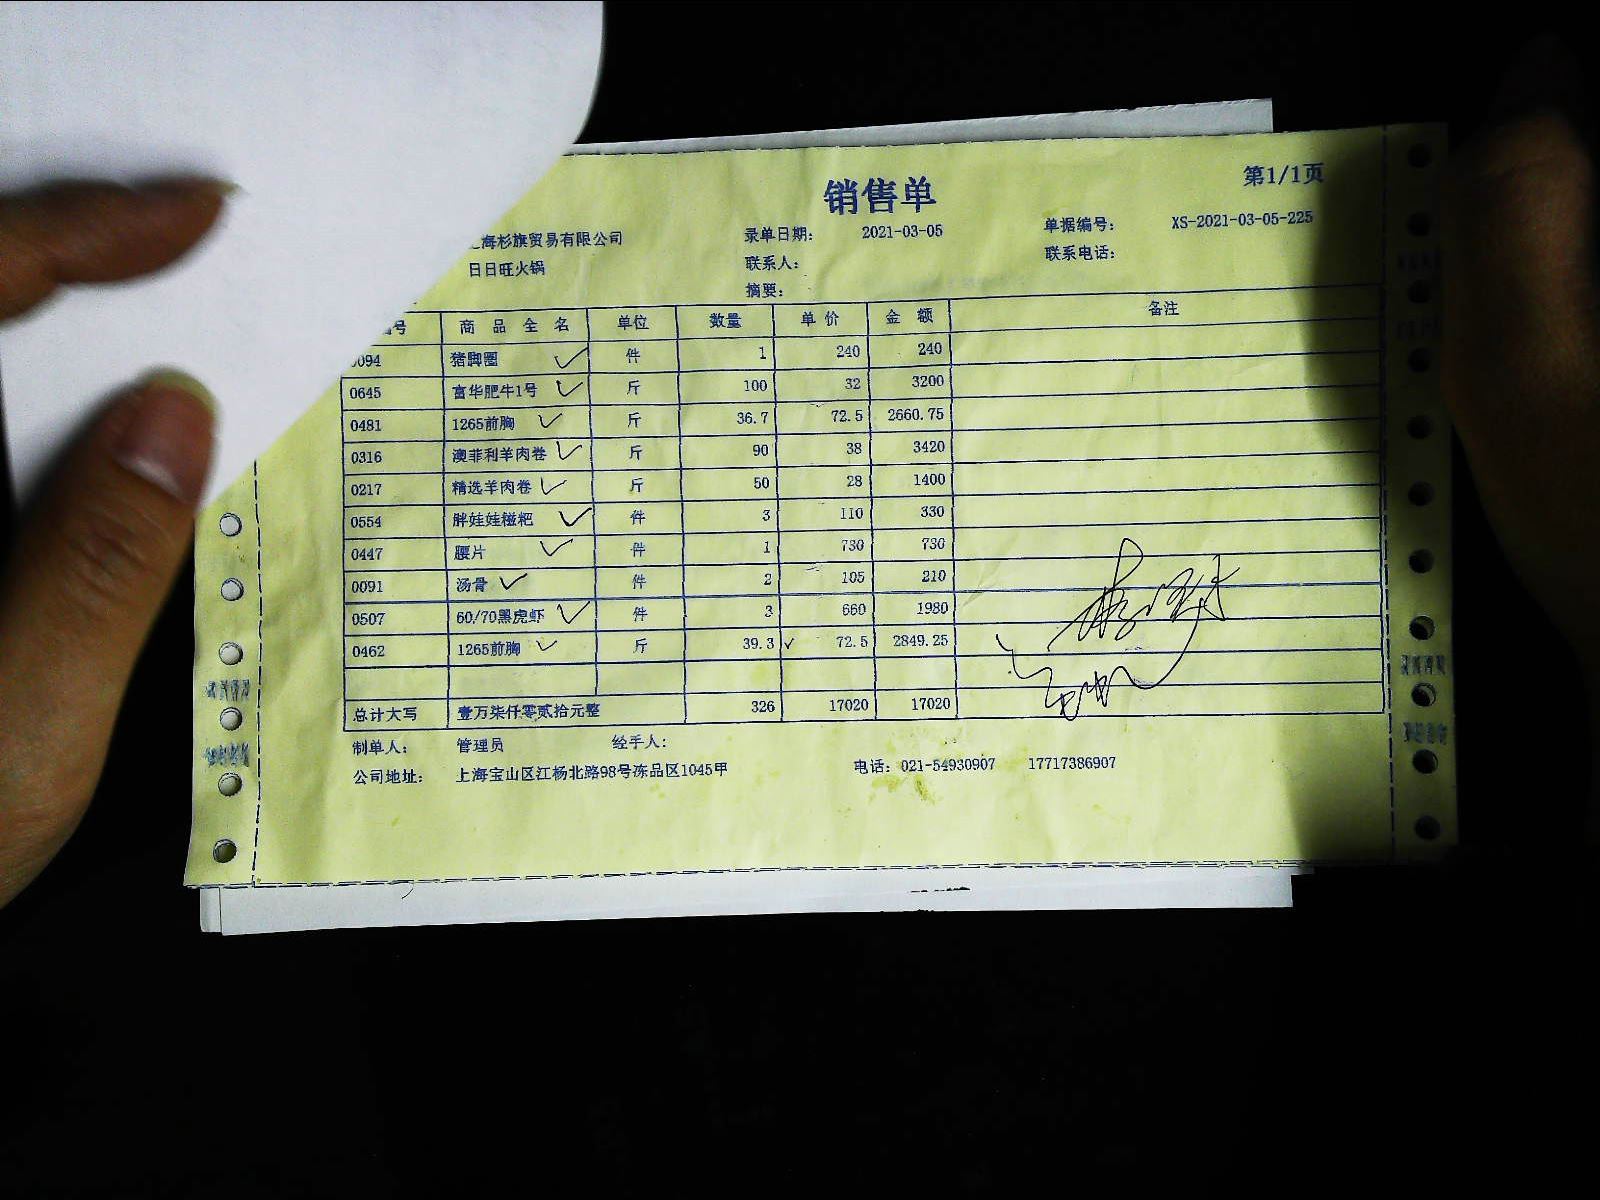 销售单
第1/1页
海杉旗贸易有限公司 录单日期: 2021-03-05 单据编号: XS-2021-03-05-225
日日旺火锅 联系人: 联系电话:
摘要:
号 商品全名 单位 数量 单价 金额 备注
0094 猪脚圈 件 1 240 240
0645 富华肥牛1号 斤 100 32 3200
0481 1265前胸 斤 36.7 72.5 2660.75
0316 澳菲利羊肉卷 斤 90 38 3420
0217 精选羊肉卷 斤 50 28 1400
0554 胖娃娃糍粑 件 3 110 330
0447 腰片 件 1 730 730
0091 汤骨 件 2 105 210
0507 60/70黑虎虾 件 3 660 1980
0462 1265前胸 斤 39.3 72.5 2849.25
总计大写 壹万柒仟零贰拾元整 326 17020 17020
制单人: 管理员 经手人:
公司地址: 上海宝山区江杨北路98号冻品区1045甲 电话: 021-54930907 17717386907